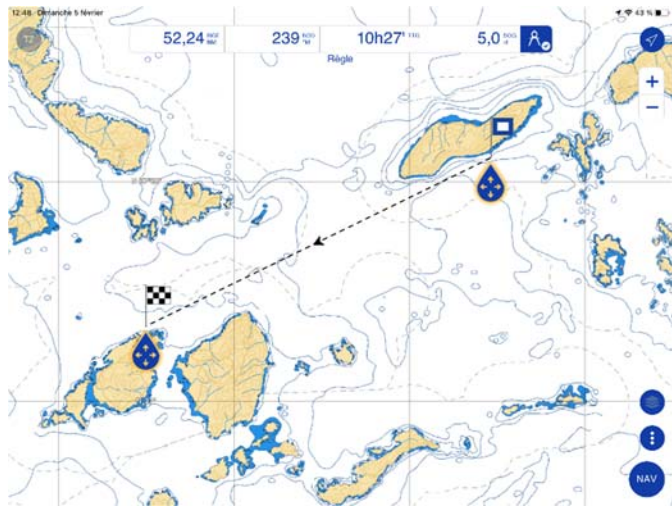 12:48 Dimanche 5 février
43 %
52,24
239
10h27
5,0
Règle
+
−
NAV